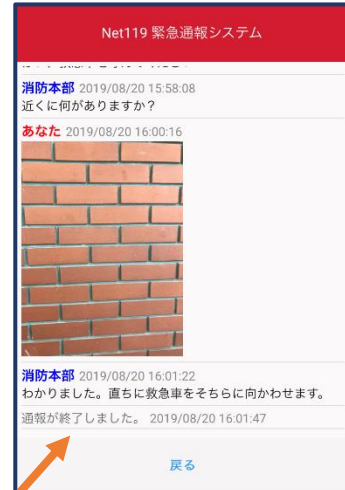 Net119 緊急通報システム
消防本部 2019/08/20 15:58:08
近くに何がありますか？
あなた 2019/08/20 16:00:16
消防本部 2019/08/20 16:01:22
わかりました。直ちに救急車をそちらに向かわせます。
通報が終了しました。 2019/08/20 16:01:47
戻る